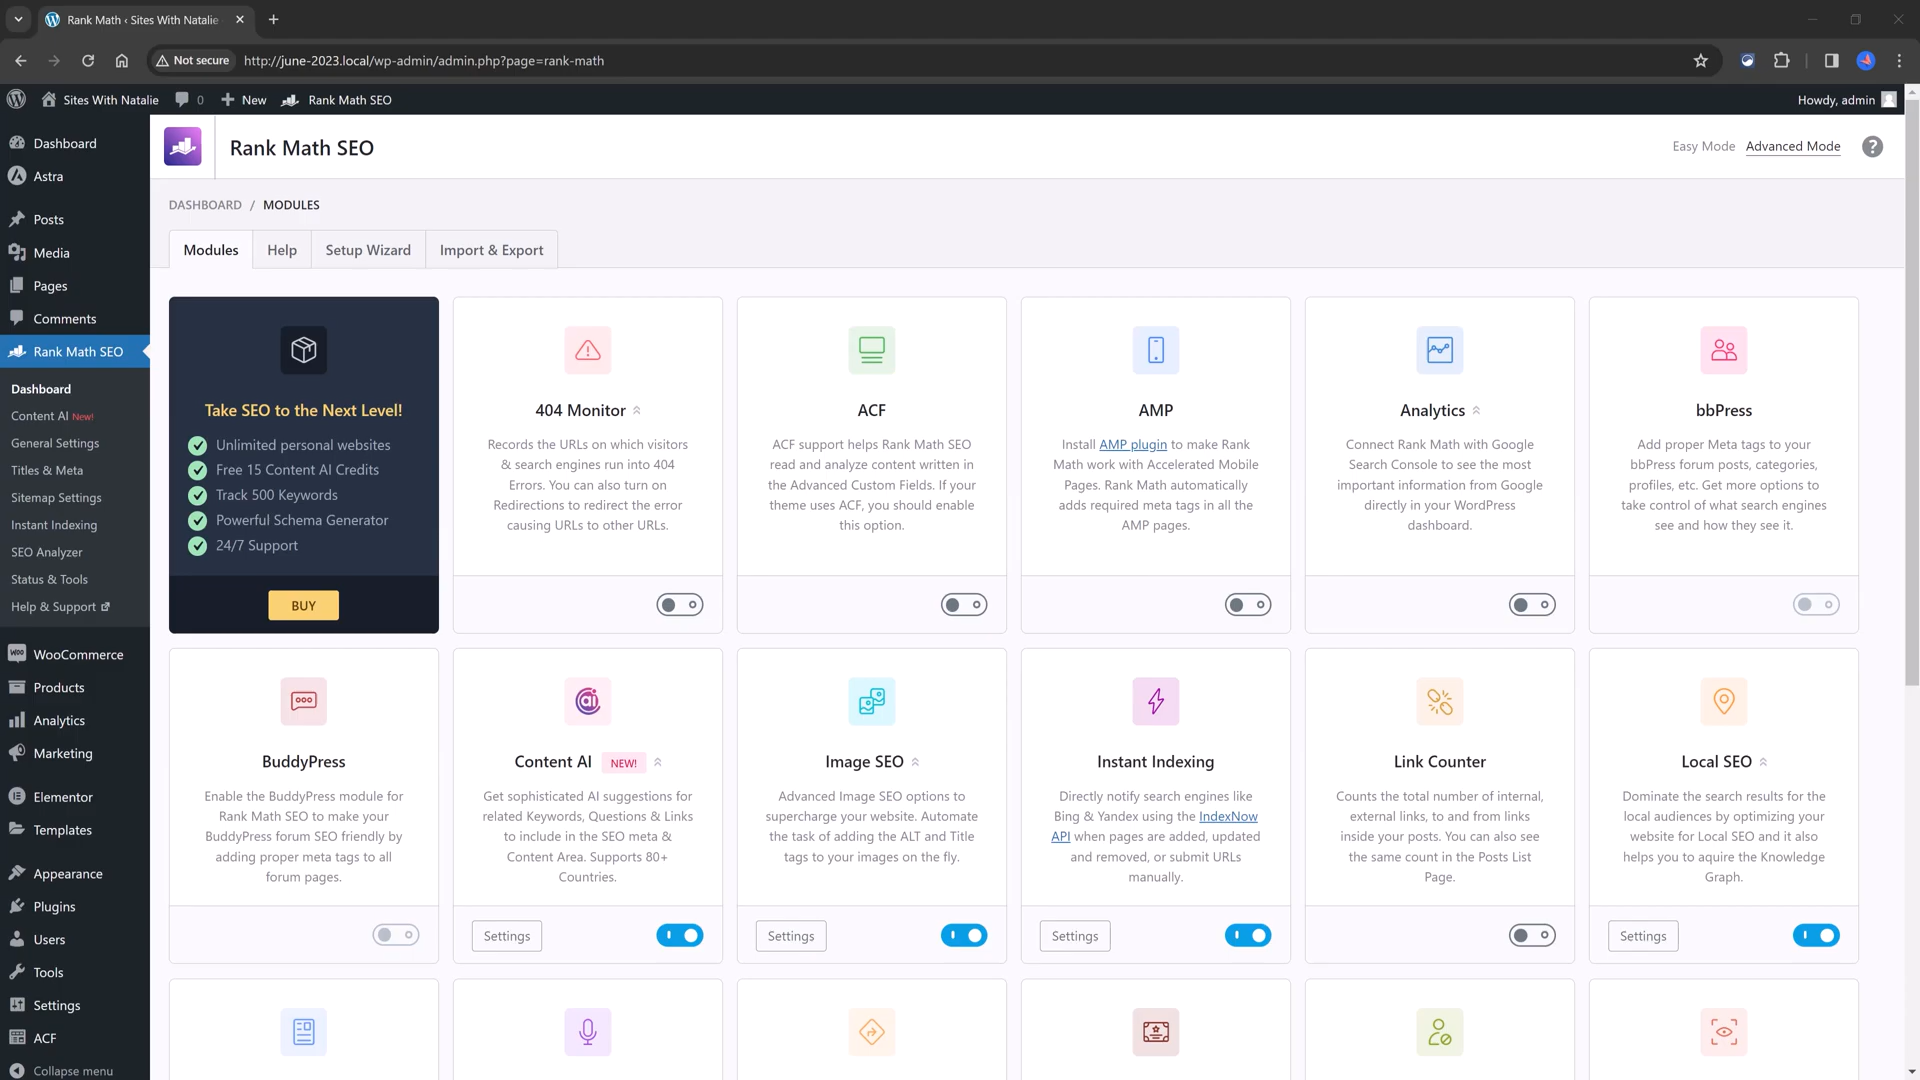 Rank Math ‹ Sites With Natalie
Not secure
http://june-2023.local/wp-admin/admin.php?page=rank-math
Sites With Natalie
0
New
Rank Math SEO
Howdy, admin
Dashboard
Astra
Posts
Media
Pages
Comments
Rank Math SEO
Dashboard
Content AI New!
General Settings
Titles & Meta
Sitemap Settings
Instant Indexing
SEO Analyzer
Status & Tools
Help & Support
WooCommerce
Products
Analytics
Marketing
Elementor
Templates
Appearance
Plugins
Users
Tools
Settings
ACF
Collapse menu
Rank Math SEO
Easy Mode
Advanced Mode
?
DASHBOARD / MODULES
Modules
Help
Setup Wizard
Import & Export
Take SEO to the Next Level!
Unlimited personal websites
Free 15 Content AI Credits
Track 500 Keywords
Powerful Schema Generator
24/7 Support
BUY
404 Monitor
Records the URLs on which visitors
& search engines run into 404
Errors. You can also turn on
Redirections to redirect the error
causing URLs to other URLs.
ACF
ACF support helps Rank Math SEO
read and analyze content written in
the Advanced Custom Fields. If your
theme uses ACF, you should enable
this option.
AMP
Install AMP plugin to make Rank
Math work with Accelerated Mobile
Pages. Rank Math automatically
adds required meta tags in all the
AMP pages.
Analytics
Connect Rank Math with Google
Search Console to see the most
important information from Google
directly in your WordPress
dashboard.
bbPress
Add proper Meta tags to your
bbPress forum posts, categories,
profiles, etc. Get more options to
take control of what search engines
see and how they see it.
BuddyPress
Enable the BuddyPress module for
Rank Math SEO to make your
BuddyPress forum SEO friendly by
adding proper meta tags to all
forum pages.
Content AI NEW!
Get sophisticated AI suggestions for
related Keywords, Questions & Links
to include in the SEO meta &
Content Area. Supports 80+
Countries.
Settings
Image SEO
Advanced Image SEO options to
supercharge your website. Automate
the task of adding the ALT and Title
tags to your images on the fly.
Settings
Instant Indexing
Directly notify search engines like
Bing & Yandex using the IndexNow
API when pages are added, updated
and removed, or submit URLs
manually.
Settings
Link Counter
Counts the total number of internal,
external links, to and from links
inside your posts. You can also see
the same count in the Posts List
Page.
Local SEO
Dominate the search results for the
local audiences by optimizing your
website for Local SEO and it also
helps you to aquire the Knowledge
Graph.
Settings